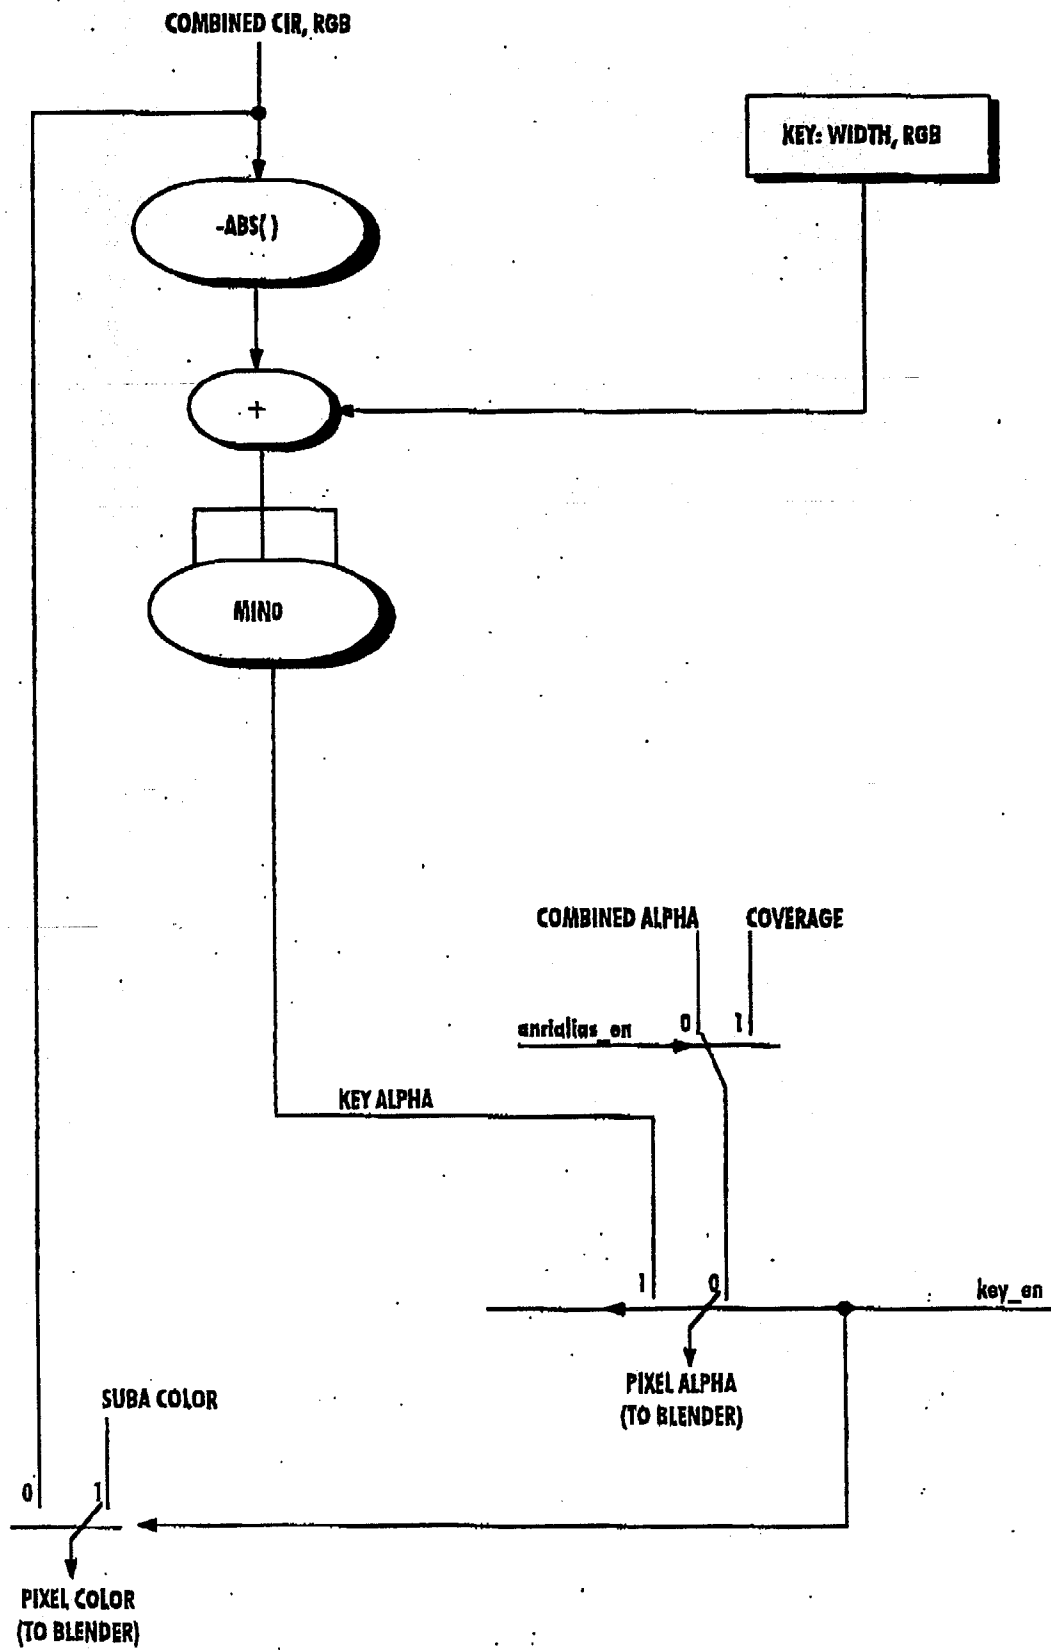 COMBINED CIR, RGB
KEY: WIDTH, RGB
-ABS( )
+
MIN0
COMBINED ALPHA
COVERAGE
anrialias_en
0
1
KEY ALPHA
1
0
key_en
PIXEL ALPHA
(TO BLENDER)
SUBA COLOR
0
1
PIXEL COLOR
(TO BLENDER)